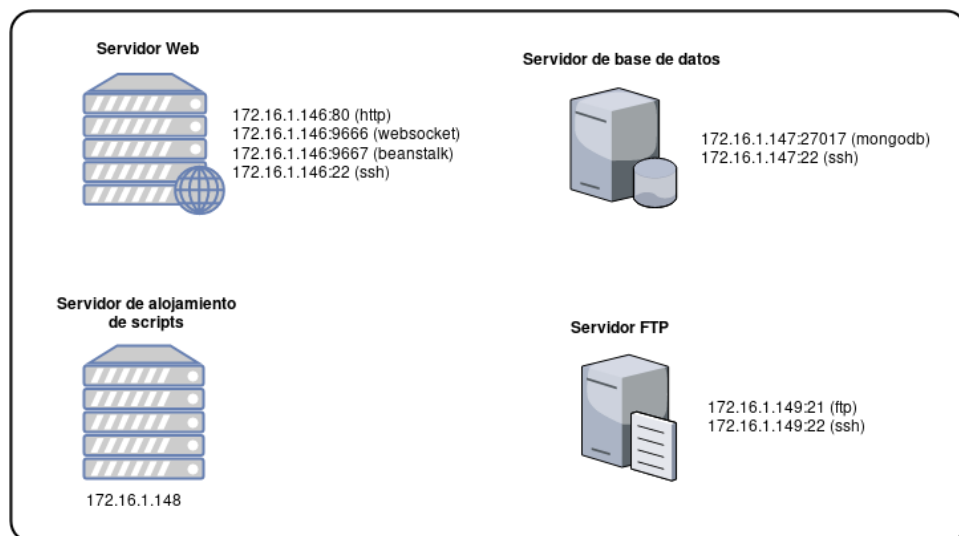 Servidor Web
172.16.1.146:80 (http)
172.16.1.146:9666 (websocket)
172.16.1.146:9667 (beanstalk)
172.16.1.146:22 (ssh)
Servidor de base de datos
172.16.1.147:27017 (mongodb)
172.16.1.147:22 (ssh)
Servidor de alojamiento
de scripts
172.16.1.148
Servidor FTP
172.16.1.149:21 (ftp)
172.16.1.149:22 (ssh)